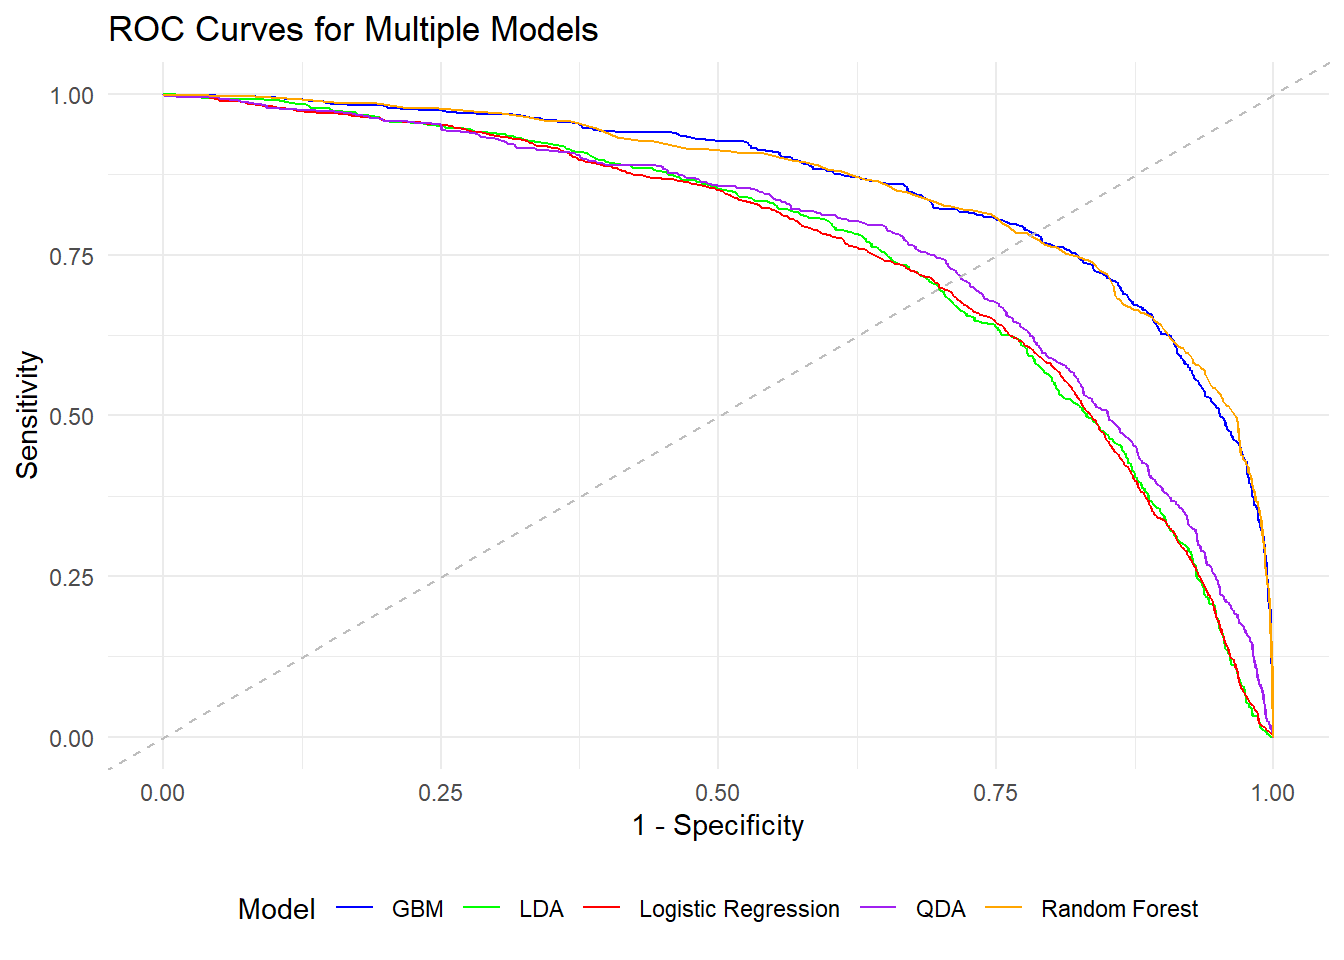 ROC Curves for Multiple Models
1.00
0.75
0.50
0.25
0.00
Sensitivity
0.00 0.25 0.50 0.75 1.00
1 - Specificity
Model GBM LDA Logistic Regression QDA Random Forest